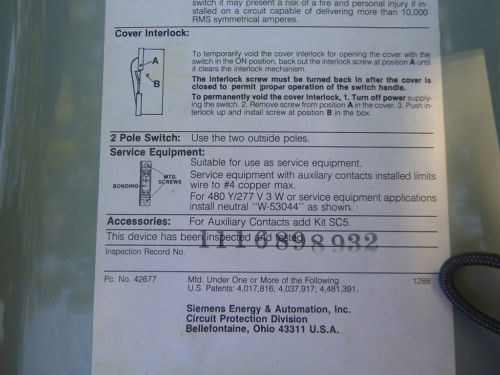 switch it may present a risk of a fire and personal injury if in-
stalled on a circuit capable of delivering more than 10,000
RMS symmetrical amperes.
Cover Interlock:
A
B
To temporarily void the cover interlock for opening the cover with the
switch in the ON position, back out the interlock screw at position A until
it clears the interlock mechanism.
The interlock screw must be turned back in after the cover is
closed to permit proper operation of the switch handle.
To permanently void the cover interlock, 1. Turn off power supply-
ing the switch. 2. Remove screw from position A in the cover. 3. Push in-
terlock up and install screw at position B in the box.
2 Pole Switch: Use the two outside poles.
Service Equipment:
BONDING
MTG.
SCREWS
Suitable for use as service equipment.
Service equipment with auxilary contacts installed limits
wire to #4 copper max.
For 480 Y/277 V 3 W or service equipment applications
install neutral "W-53044" as shown.
Accessories: For Auxiliary Contacts add Kit SC5.
This device has been inspected and tested.
Inspection Record No.
1110898932
Pc. No. 42677
Mfd. Under One or More of the Following
U.S. Patents: 4,017,816; 4,037,917; 4,481,391.
1288
Siemens Energy & Automation, Inc.
Circuit Protection Division
Bellefontaine, Ohio 43311 U.S.A.